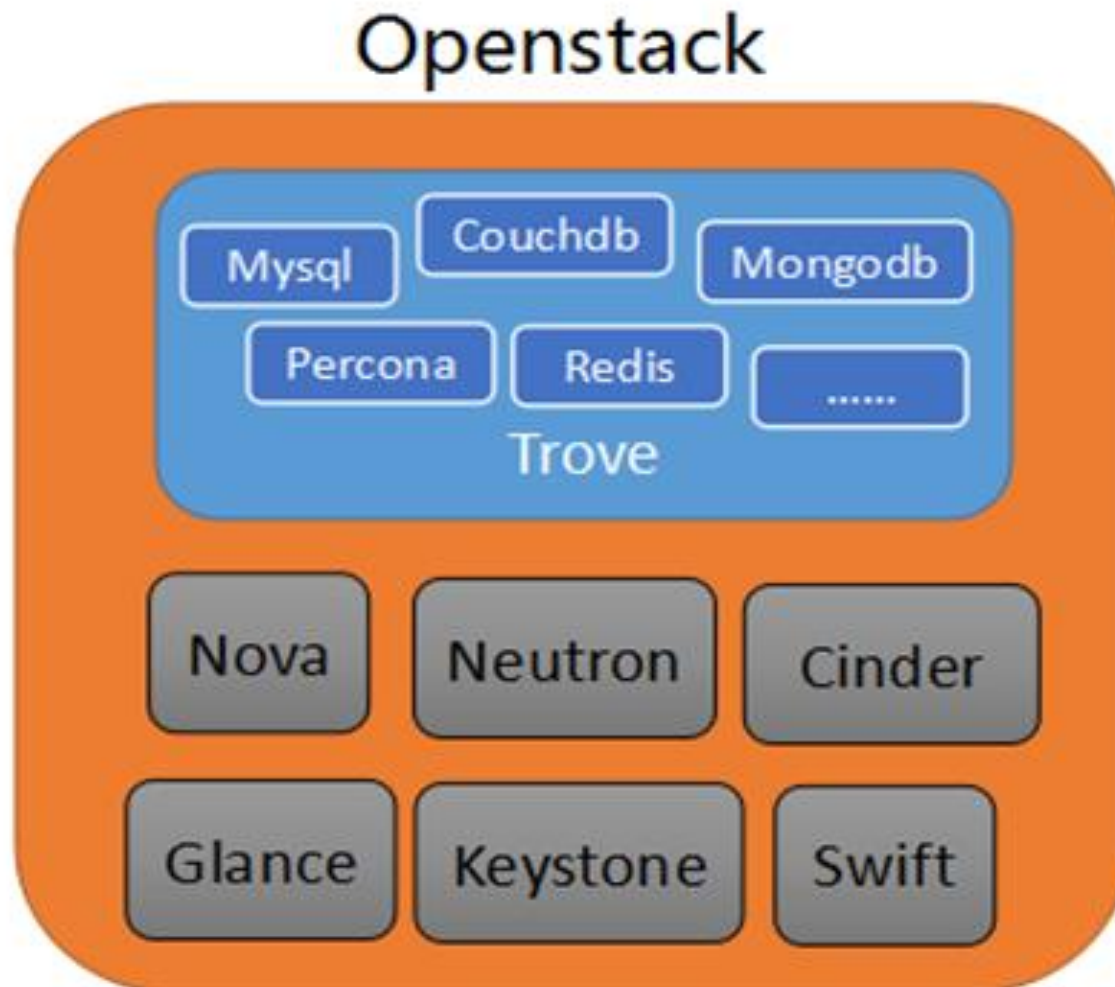 Openstack
Mysql
Couchdb
Mongodb
Percona
Redis
......
Trove
Nova
Neutron
Cinder
Glance
Keystone
Swift